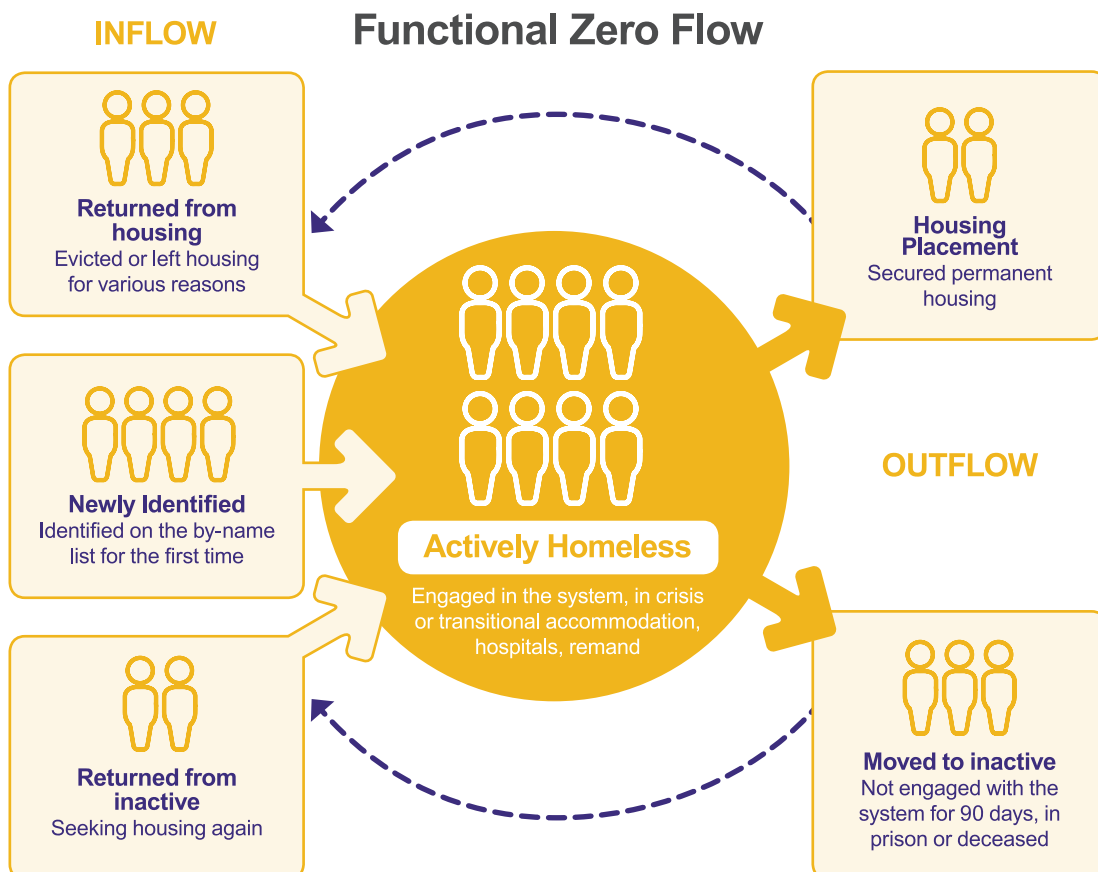 INFLOW
Functional Zero Flow
Returned from
housing
Evicted or left housing
for various reasons
Newly Identified
Identified on the by-name
list for the first time
Returned from
inactive
Seeking housing again
Actively Homeless
Engaged in the system, in crisis
or transitional accommodation,
hospitals, remand
Housing
Placement
Secured permanent
housing
OUTFLOW
Moved to inactive
Not engaged with the
system for 90 days, in
prison or deceased